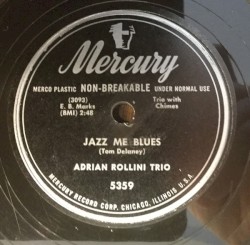 Mercury
MERCO PLASTIC NON-BREAKABLE UNDER NORMAL USE
(3093)
E. B. Marks
(BMI) 2:48
Trio with
Chimes
JAZZ ME BLUES
(Tom Delaney)
ADRIAN ROLLINI TRIO
5359
MERCURY RECORD CORP. CHICAGO, ILLINOIS U.S.A.